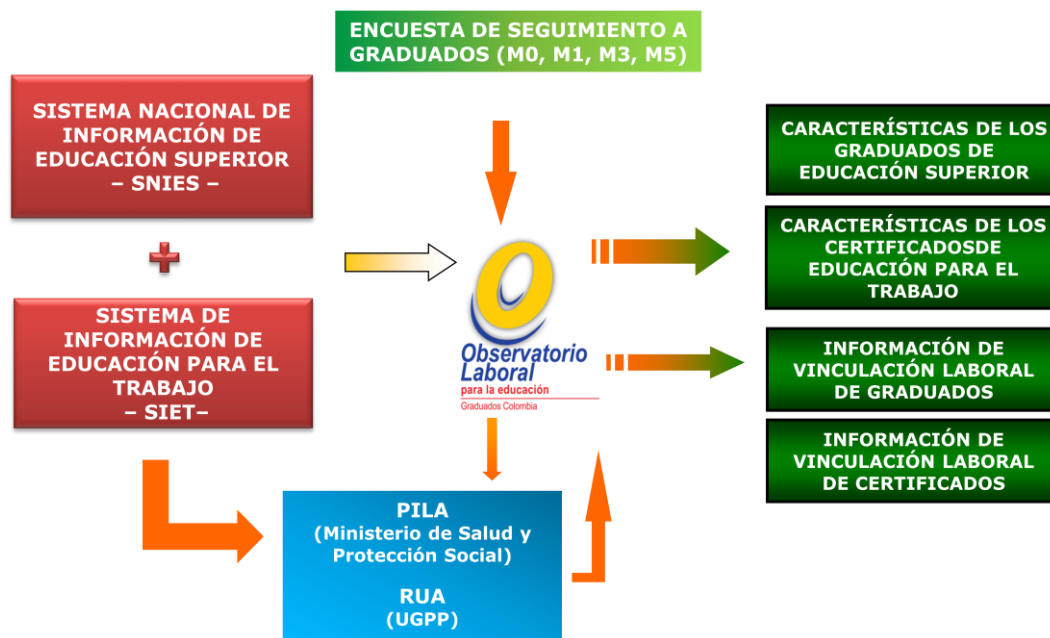 ENCUESTA DE SEGUIMIENTO A
GRADUADOS (M0, M1, M3, M5)
SISTEMA NACIONAL DE
INFORMACIÓN DE
EDUCACIÓN SUPERIOR
– SNIES –
SISTEMA DE
INFORMACIÓN DE
EDUCACIÓN PARA EL
TRABAJO
– SIET–
Observatorio
Laboral
para la educación
Graduados Colombia
PILA
(Ministerio de Salud y
Protección Social)
RUA
(UGPP)
CARACTERÍSTICAS DE LOS
GRADUADOS DE
EDUCACIÓN SUPERIOR
CARACTERÍSTICAS DE LOS
CERTIFICADOSDE
EDUCACIÓN PARA EL
TRABAJO
INFORMACIÓN DE
VINCULACIÓN LABORAL
DE GRADUADOS
INFORMACIÓN DE
VINCULACIÓN LABORAL
DE CERTIFICADOS